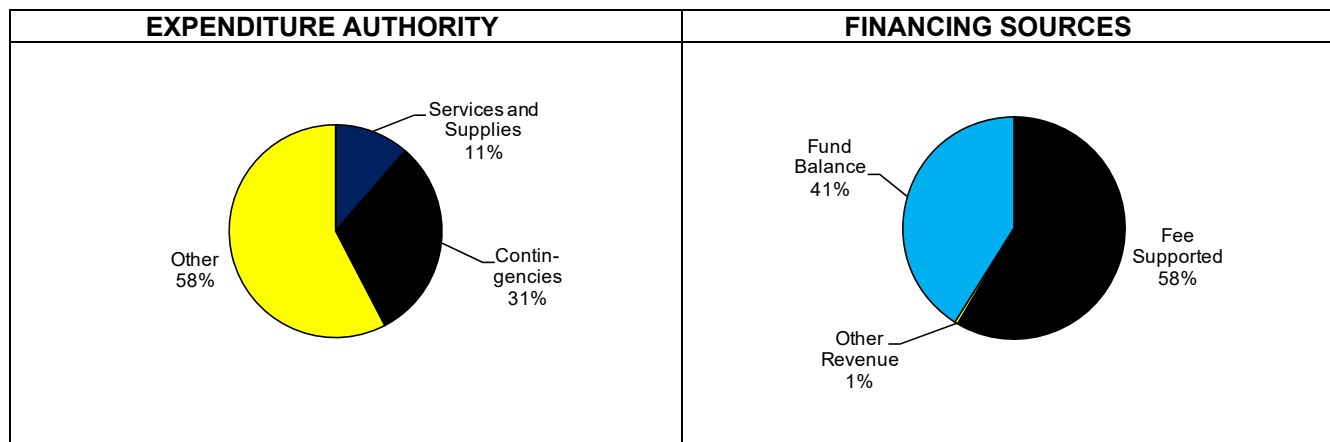 EXPENDITURE AUTHORITY
Services and
Supplies
11%
Contin-
gencies
31%
Other
58%
FINANCING SOURCES
Fund
Balance
41%
Fee
Supported
58%
Other
Revenue
1%